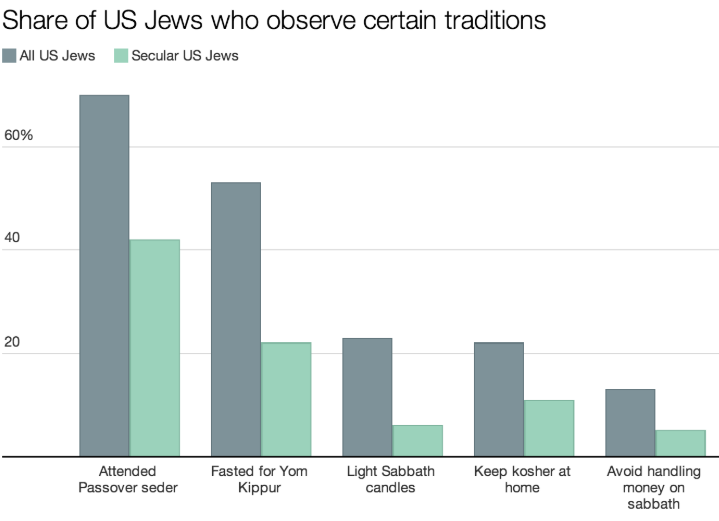 Share of US Jews who observe certain traditions
All US Jews
Secular US Jews
60%
40
20
Attended
Passover seder
Fasted for Yom
Kippur
Light Sabbath
candles
Keep kosher at
home
Avoid handling
money on
sabbath